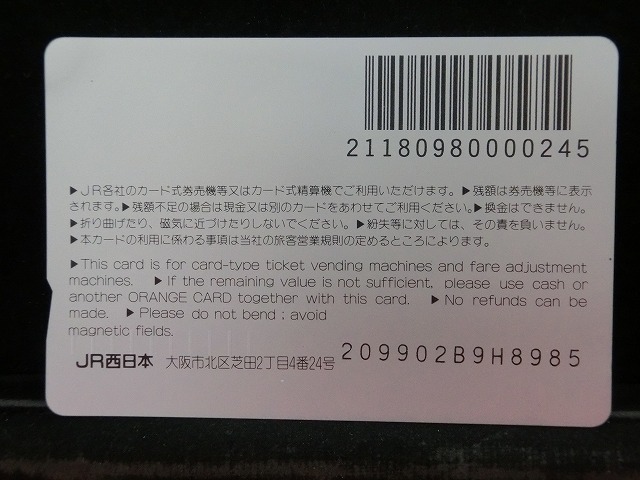 21180980000245
▶JR各社のカード式券売機等又はカード式精算機でご利用いただけます。▶残額は券売機等に表示
されます。▶残額不足の場合は現金又は別のカードをあわせてご利用ください。▶換金はできません。
▶折り曲げたり、磁気に近づけたりしないでください。▶紛失等に対しては、その責を負いません。
▶本カードの利用に係わる事項は当社の旅客営業規則の定めるところによります。
▶This card is for card-type ticket vending machines and fare adjustment
machines. ▶If the remaining value is not sufficient, please use cash or
another ORANGE CARD together with this card. ▶No refunds can be
made. ▶Please do not bend ; avoid
magnetic fields.
JR西日本 大阪市北区芝田2丁目4番24号 209902B9H8985